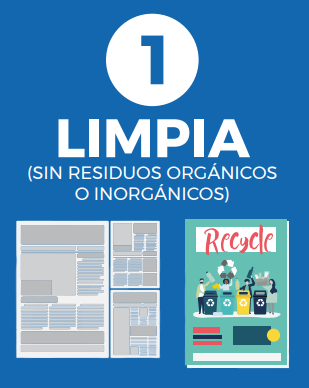 1
LIMPIA
(SIN RESIDUOS ORGÁNICOS
O INORGÁNICOS)
Recycle